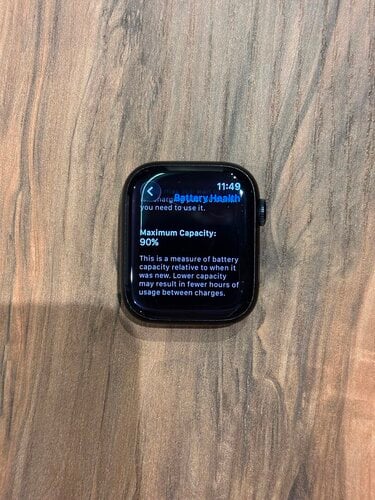 11:49
Battery Health
you need to use it.
Maximum Capacity:
90%
This is a measure of battery
capacity relative to when it
was new. Lower capacity
may result in fewer hours of
usage between charges.